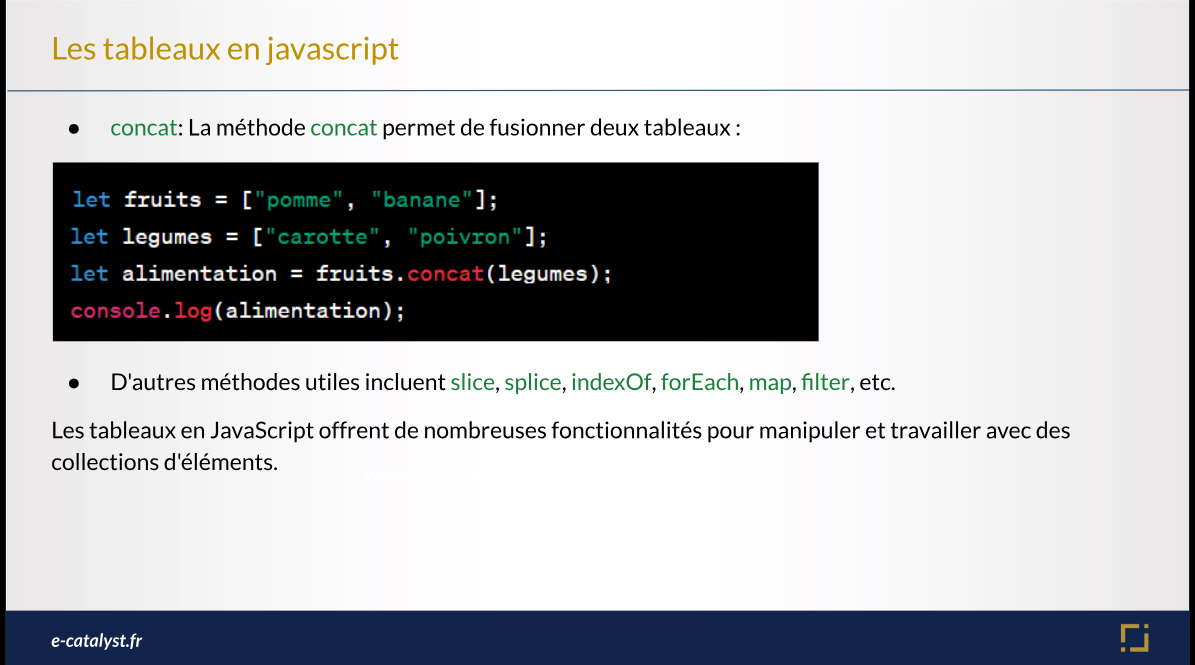 Les tableaux en javascript
● concat: La méthode concat permet de fusionner deux tableaux :
let fruits = ["pomme", "banane"];
let legumes = ["carotte", "poivron"];
let alimentation = fruits.concat(legumes);
console.log(alimentation);
● D'autres méthodes utiles incluent slice, splice, indexOf, forEach, map, filter, etc.
Les tableaux en JavaScript offrent de nombreuses fonctionnalités pour manipuler et travailler avec des
collections d'éléments.
e-catalyst.fr